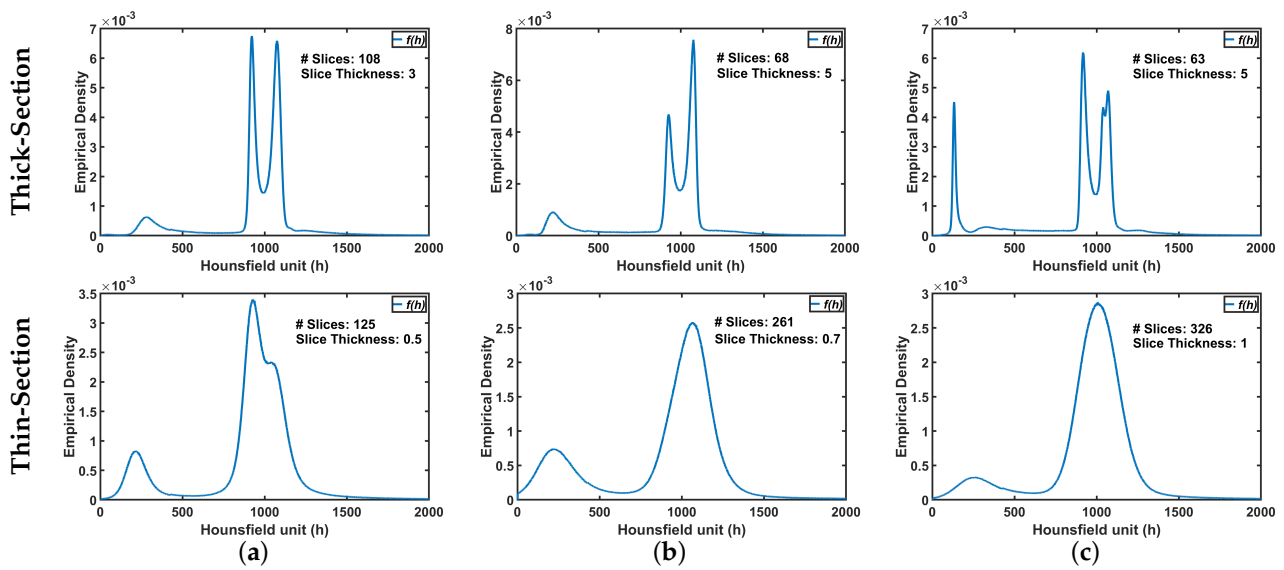 Thick-Section
×10⁻³
7
6
5
4
3
2
1
0
Empirical Density
f(h)
# Slices: 108
Slice Thickness: 3
0 500 1000 1500 2000
Hounsfield unit (h)
×10⁻³
8
6
4
2
0
Empirical Density
f(h)
# Slices: 68
Slice Thickness: 5
0 500 1000 1500 2000
Hounsfield unit (h)
×10⁻³
7
6
5
4
3
2
1
0
Empirical Density
f(h)
# Slices: 63
Slice Thickness: 5
0 500 1000 1500 2000
Hounsfield unit (h)
Thin-Section
×10⁻³
3.5
3
2.5
2
1.5
1
0.5
0
Empirical Density
f(h)
# Slices: 125
Slice Thickness: 0.5
0 500 1000 1500 2000
Hounsfield unit (h)
(a)
×10⁻³
3
2.5
2
1.5
1
0.5
0
Empirical Density
f(h)
# Slices: 261
Slice Thickness: 0.7
0 500 1000 1500 2000
Hounsfield unit (h)
(b)
×10⁻³
3
2.5
2
1.5
1
0.5
0
Empirical Density
f(h)
# Slices: 326
Slice Thickness: 1
0 500 1000 1500 2000
Hounsfield unit (h)
(c)